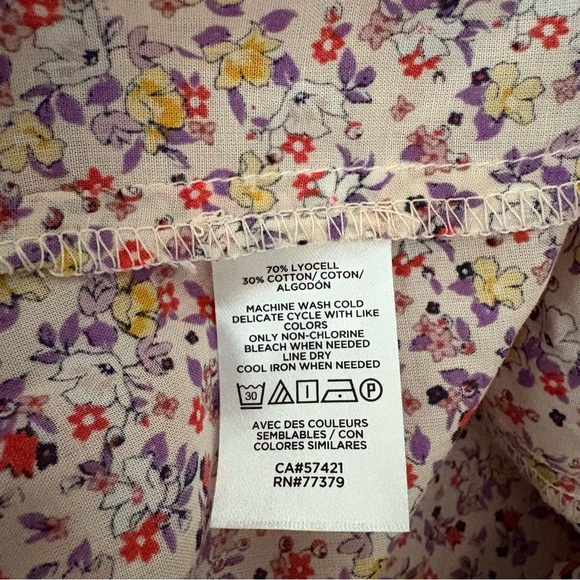 70% LYOCELL
30% COTTON/ COTON/
ALGODÓN
MACHINE WASH COLD
DELICATE CYCLE WITH LIKE
COLORS
ONLY NON-CHLORINE
BLEACH WHEN NEEDED
LINE DRY
COOL IRON WHEN NEEDED
30 P
AVEC DES COULEURS
SEMBLABLES / CON
COLORES SIMILARES
CA#57421
RN#77379